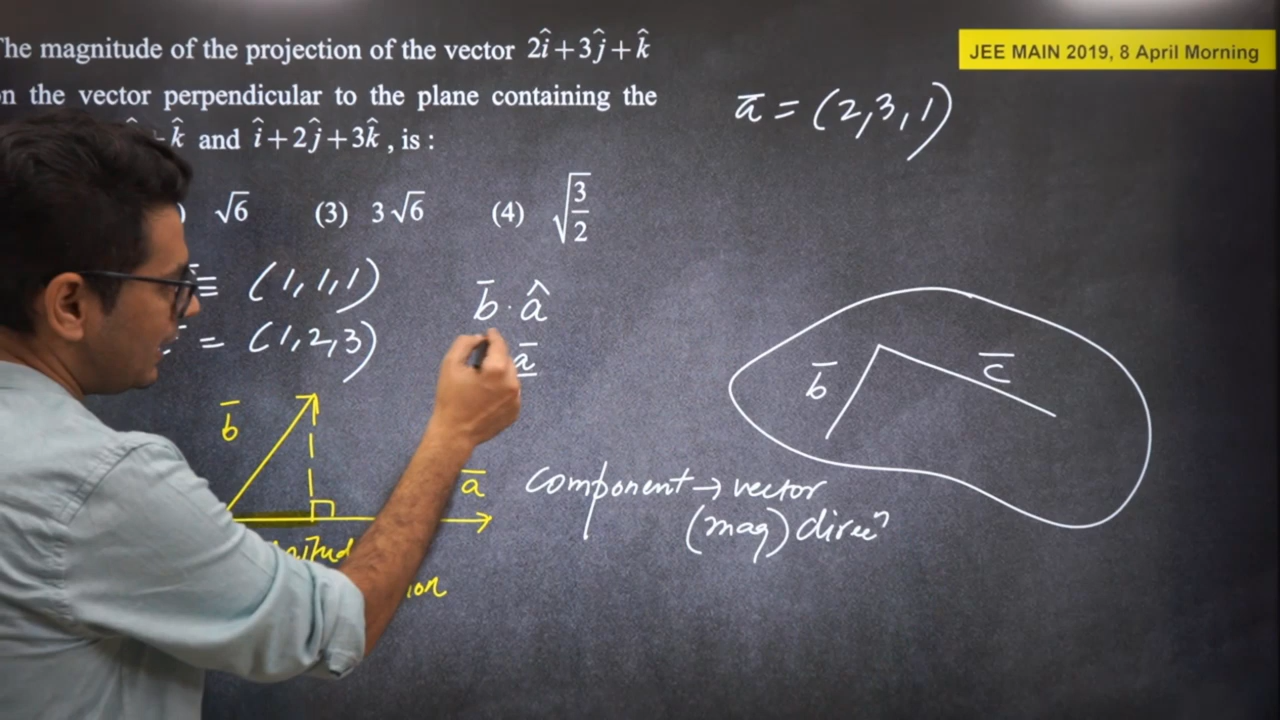 The magnitude of the projection of the vector 2î+3ĵ+k̂
JEE MAIN 2019, 8 April Morning
n the vector perpendicular to the plane containing the
k̂ and î+2ĵ+3k̂, is :
ā = (2,3,1)
) √6 (3) 3√6 (4) √(3/2)
≡ (1,1,1)
= (1,2,3)
b̄ · â
ā
b̄
c̄
b̄
ā
component → vector
(mag) direcⁿ
ion